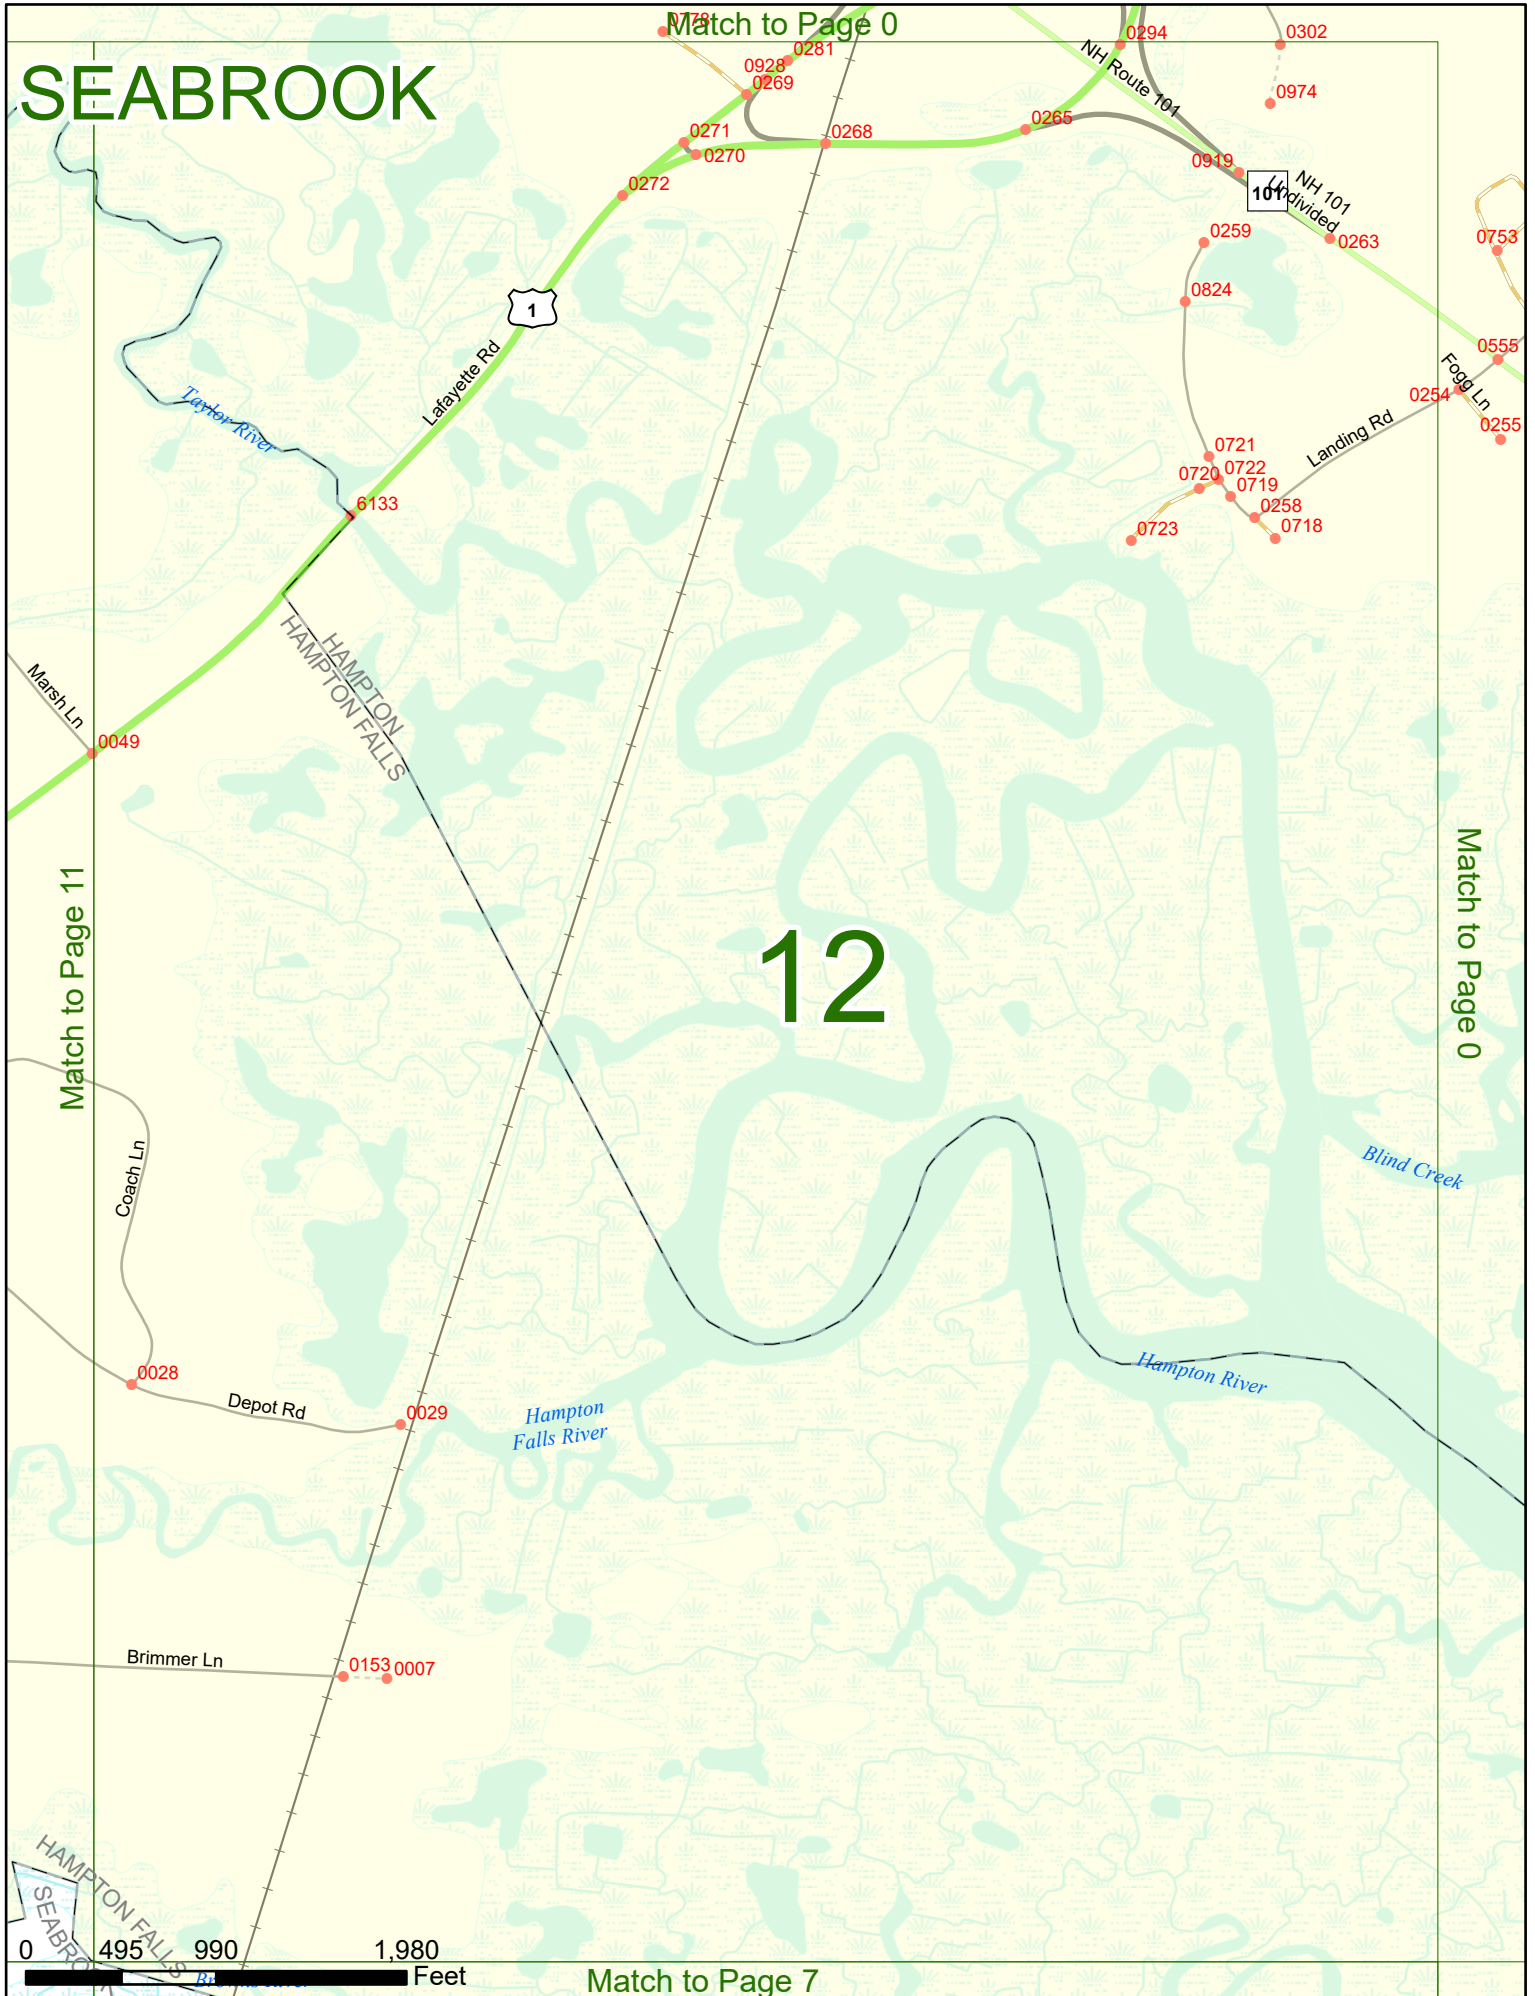 Match to Page 0
SEABROOK
0778
0281
0928
0269
0294
0302
NH Route 101
0974
0271
0270
0268
0265
0272
0919
101
NH 101
Undivided
0263
0259
0753
0824
1
Lafayette Rd
Taylor River
0555
Fogg Ln
0254
0255
Landing Rd
0721
0722
0720
0719
0258
0718
0723
6133
HAMPTON
HAMPTON FALLS
Marsh Ln
0049
Match to Page 11
12
Match to Page 0
Coach Ln
Blind Creek
0028
Depot Rd
0029
Hampton
Falls River
Hampton River
Brimmer Ln
0153
0007
HAMPTON FALLS
SEABROOK
0 495 990 1,980
Feet
Browns River
Match to Page 7